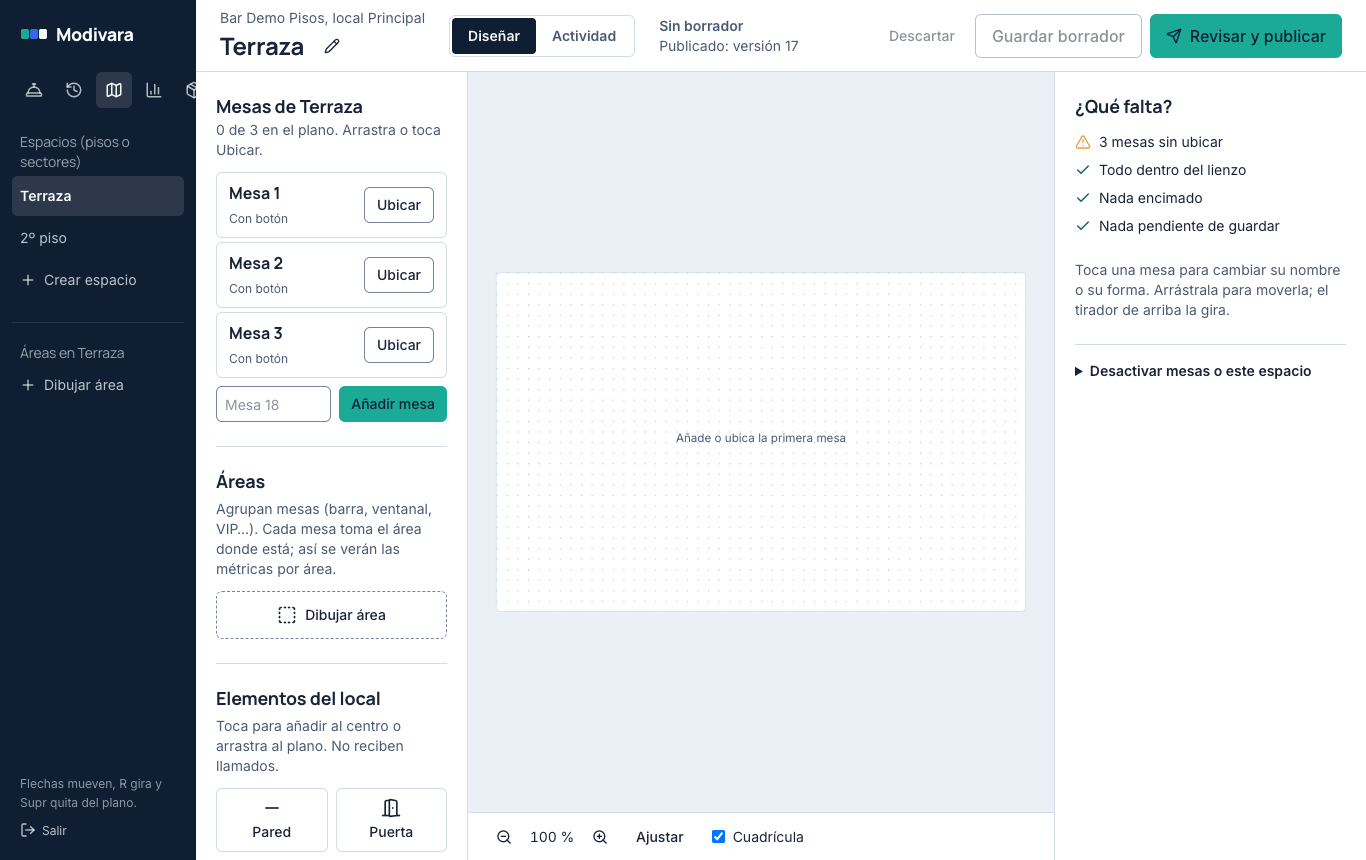 Modivara
Espacios (pisos o
sectores)
Terraza
2º piso
Crear espacio
Áreas en Terraza
Dibujar área
Flechas mueven, R gira y
Supr quita del plano.
Salir
Bar Demo Pisos, local Principal
Terraza
Diseñar
Actividad
Sin borrador
Publicado: versión 17
Descartar
Guardar borrador
Revisar y publicar
Mesas de Terraza
0 de 3 en el plano. Arrastra o toca
Ubicar.
Mesa 1
Con botón
Ubicar
Mesa 2
Con botón
Ubicar
Mesa 3
Con botón
Ubicar
Mesa 18
Añadir mesa
Áreas
Agrupan mesas (barra, ventanal,
VIP...). Cada mesa toma el área
donde está; así se verán las
métricas por área.
Dibujar área
Elementos del local
Toca para añadir al centro o
arrastra al plano. No reciben
llamados.
Pared
Puerta
Añade o ubica la primera mesa
100 %
Ajustar
Cuadrícula
¿Qué falta?
3 mesas sin ubicar
Todo dentro del lienzo
Nada encimado
Nada pendiente de guardar
Toca una mesa para cambiar su nombre
o su forma. Arrástrala para moverla; el
tirador de arriba la gira.
Desactivar mesas o este espacio